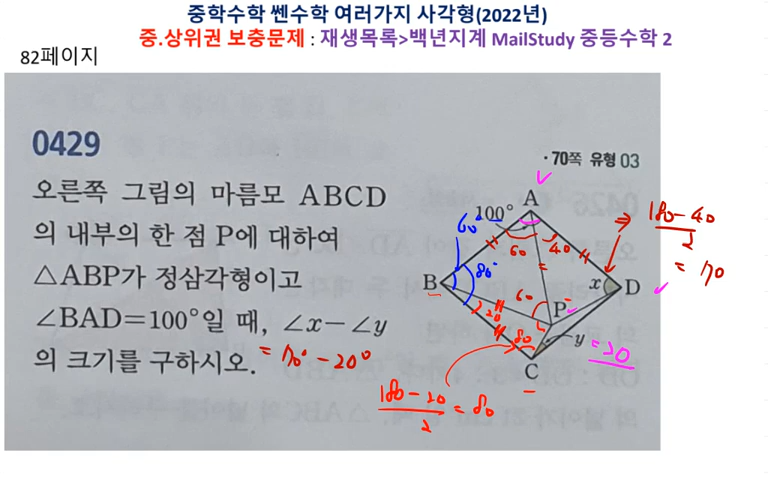 중학수학 쎈수학 여러가지 사각형(2022년)
중.상위권 보충문제 : 재생목록>백년지계 MailStudy 중등수학 2
82페이지
0429
·70쪽 유형 03
오른쪽 그림의 마름모 ABCD
의 내부의 한 점 P에 대하여
△ABP가 정삼각형이고
∠BAD=100°일 때, ∠x-∠y
의 크기를 구하시오. = 70° - 20°
A
100°
60°
60
40
180-40
2
= 70
B
80°
x
D
60
P
20
80
y
= 20
C
180-20
2
= 80